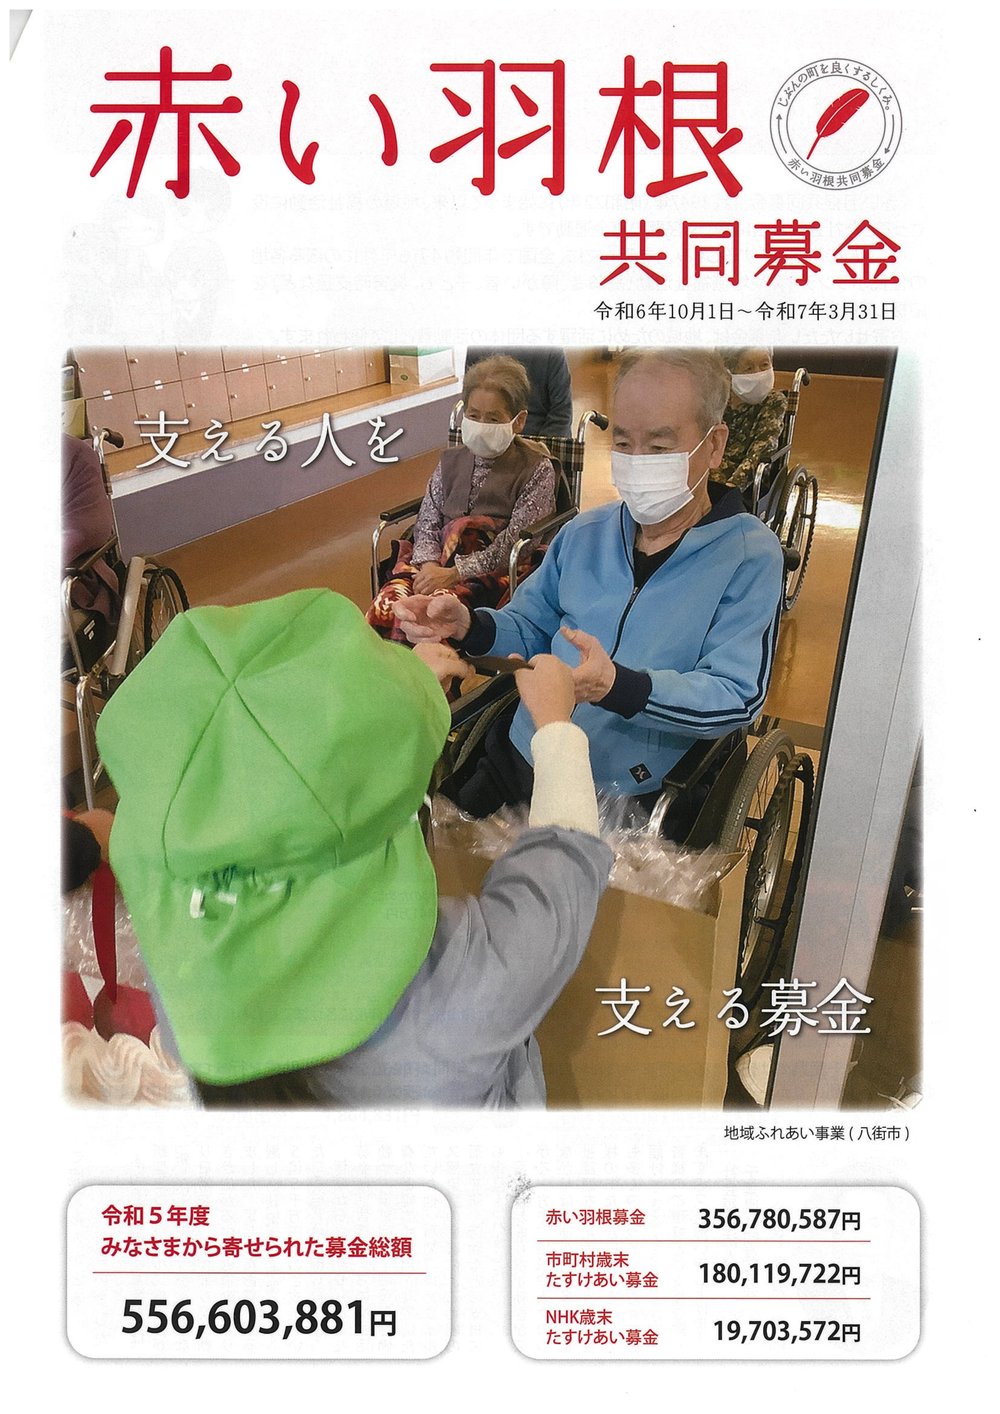 赤い羽根
じぶんの町を良くするしくみ。
赤い羽根共同募金
共同募金
令和6年10月1日~令和7年3月31日
支える人を
支える募金
地域ふれあい事業(八街市)
令和5年度
みなさまから寄せられた募金総額
556,603,881円
赤い羽根募金 356,780,587円
市町村歳末
たすけあい募金 180,119,722円
NHK歳末
たすけあい募金 19,703,572円